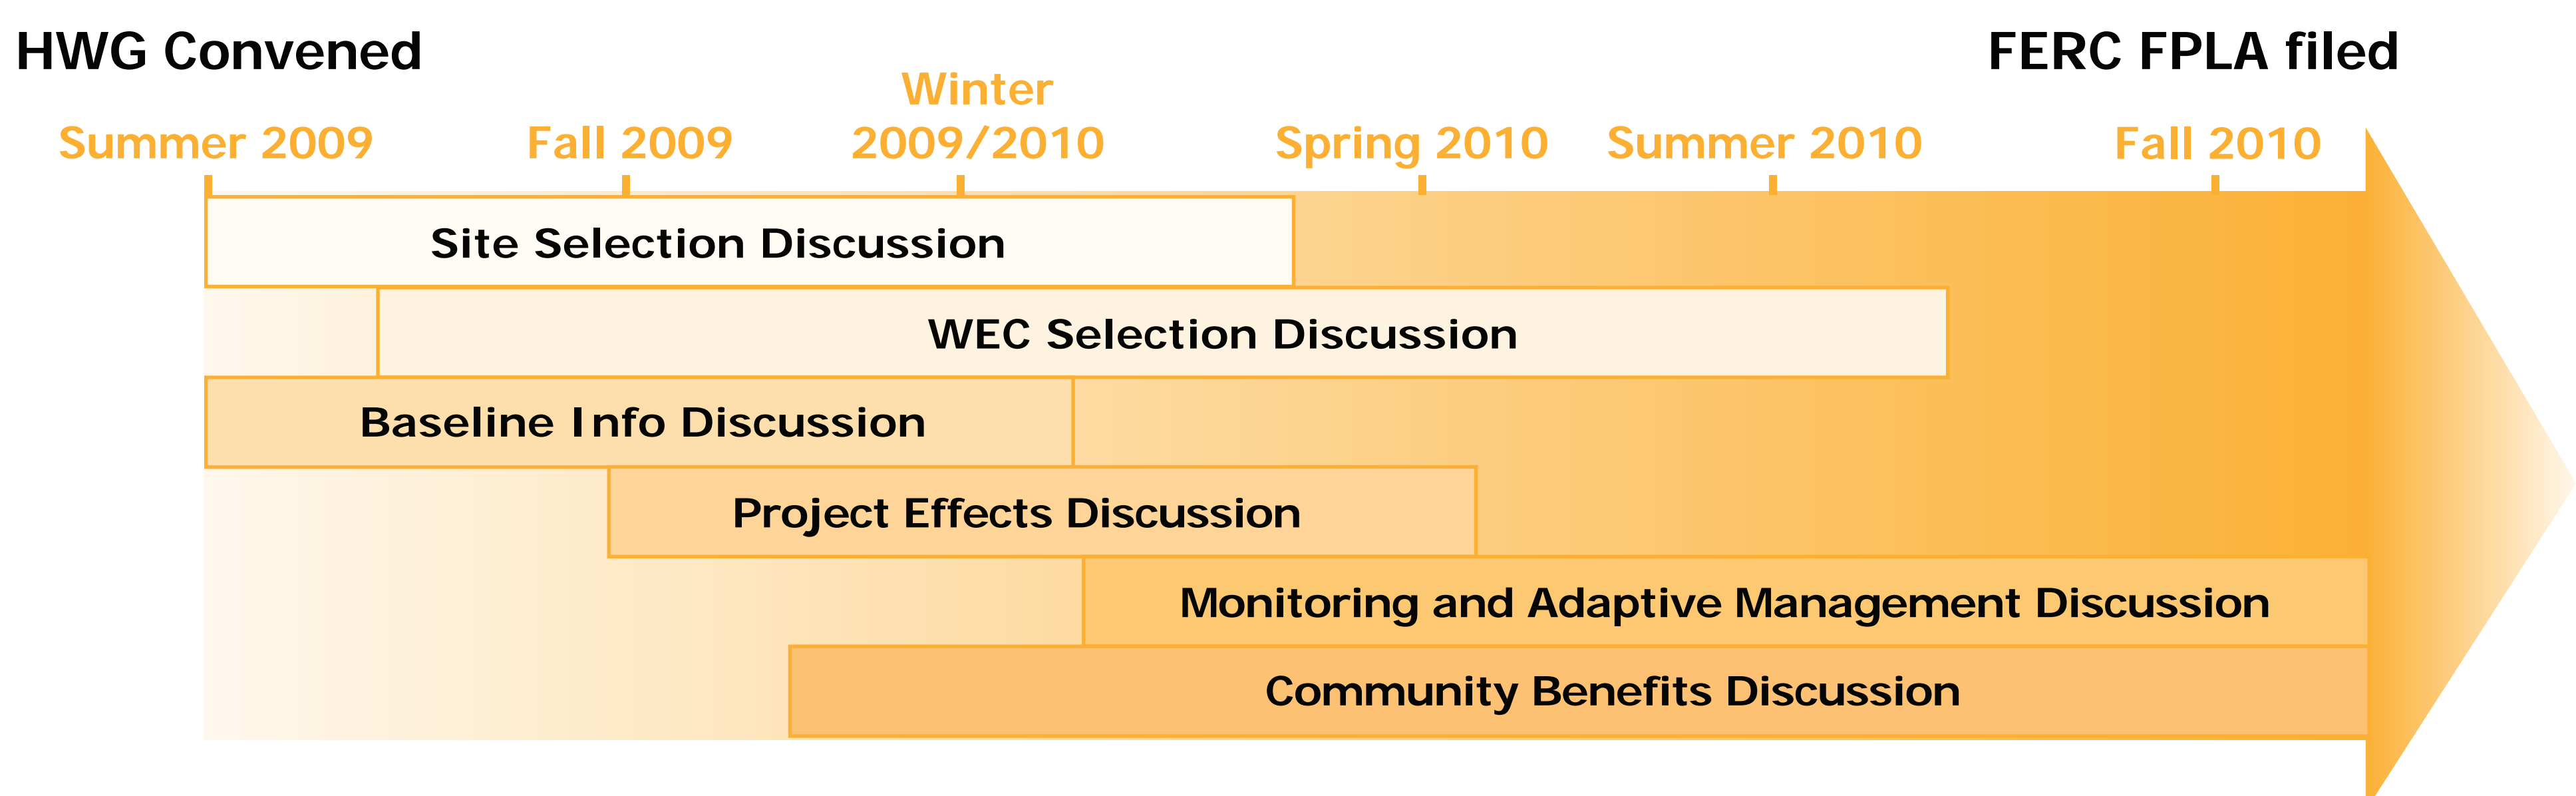 HWG Convened
FERC FPLA filed
Summer 2009
Fall 2009
Winter
2009/2010
Spring 2010
Summer 2010
Fall 2010
Site Selection Discussion
WEC Selection Discussion
Baseline Info Discussion
Project Effects Discussion
Monitoring and Adaptive Management Discussion
Community Benefits Discussion